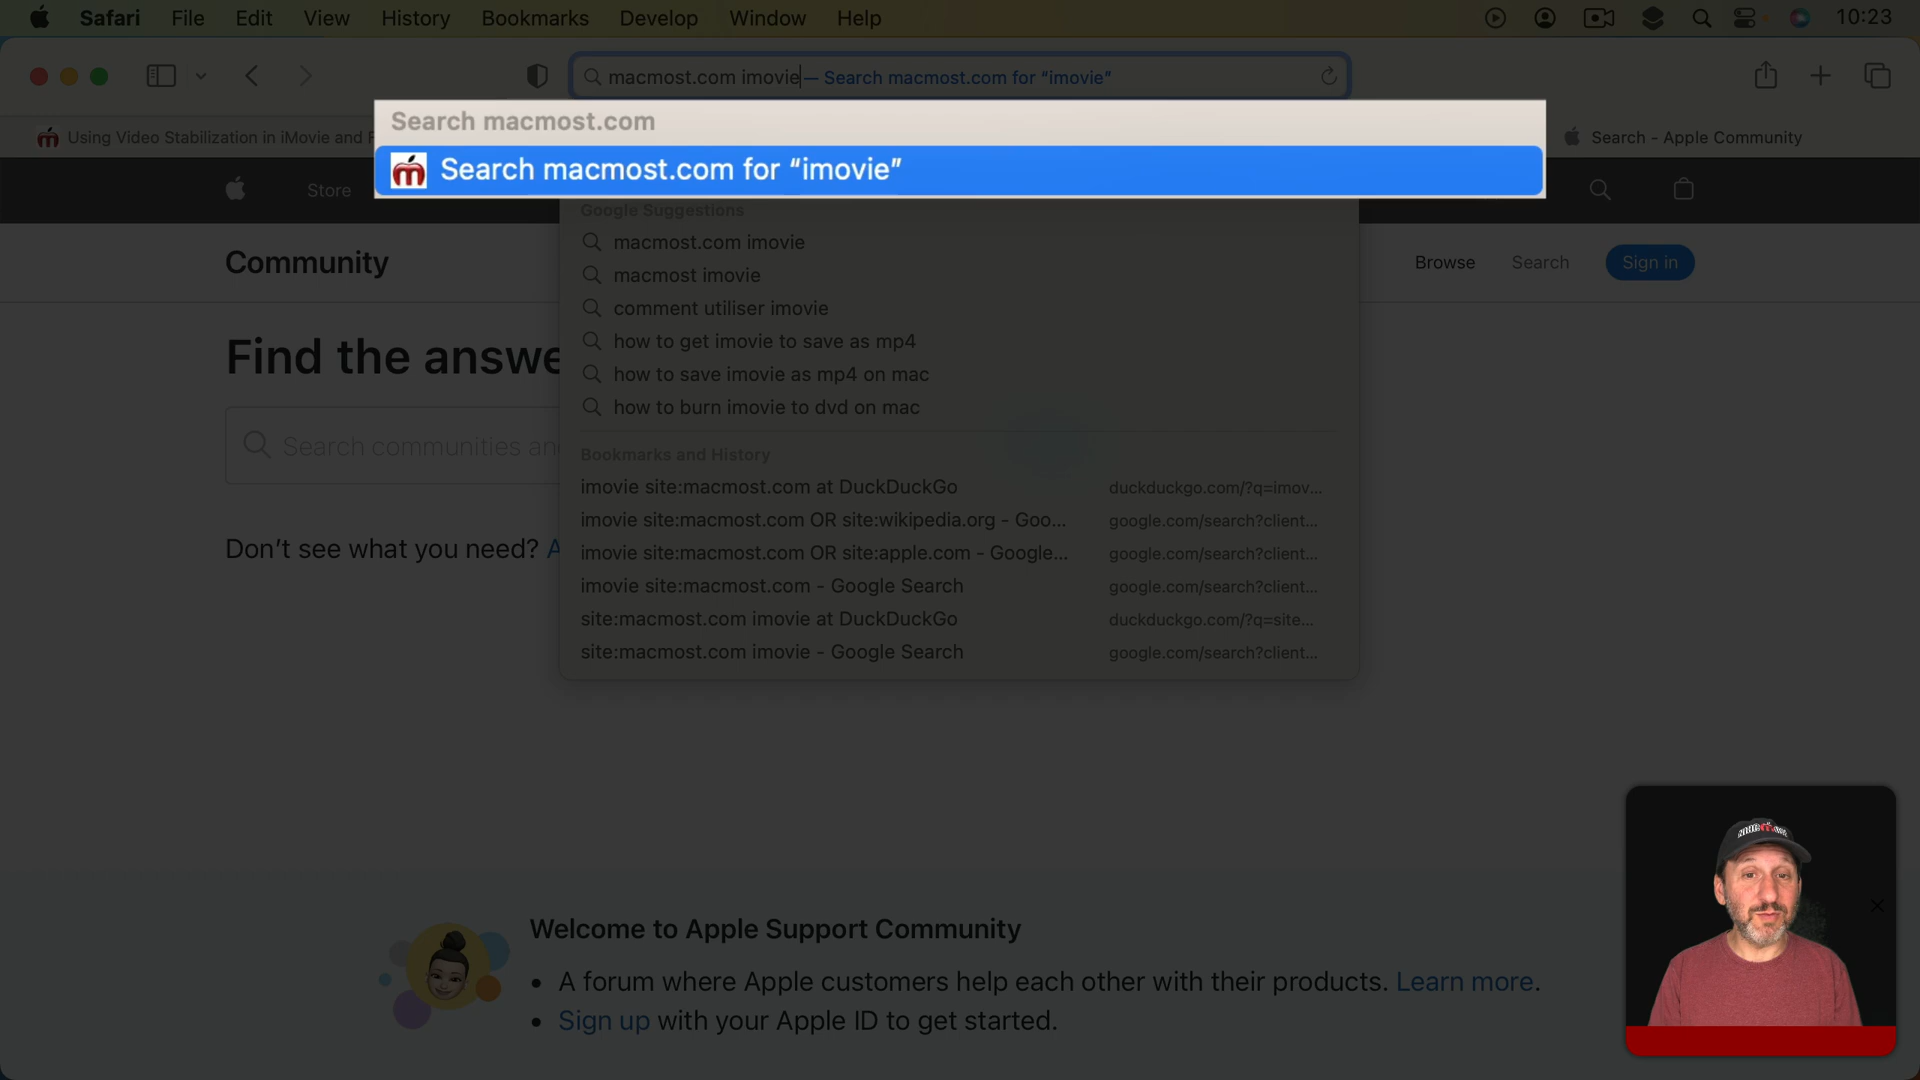 Safari File Edit View History Bookmarks Develop Window Help 10:23
macmost.com imovie — Search macmost.com for “imovie”
Search macmost.com
Using Video Stabilization in iMovie and
Search - Apple Community
Search macmost.com for “imovie”
Store
Google Suggestions
macmost.com imovie
macmost imovie
Community
Browse Search Sign in
comment utiliser imovie
how to get imovie to save as mp4
Find the answe
how to save imovie as mp4 on mac
how to burn imovie to dvd on mac
Search communities an
Bookmarks and History
imovie site:macmost.com at DuckDuckGo duckduckgo.com/?q=imov...
imovie site:macmost.com OR site:wikipedia.org - Goo... google.com/search?client...
imovie site:macmost.com OR site:apple.com - Google... google.com/search?client...
Don’t see what you need? A
imovie site:macmost.com - Google Search google.com/search?client...
site:macmost.com imovie at DuckDuckGo duckduckgo.com/?q=site...
site:macmost.com imovie - Google Search google.com/search?client...
macmost
Welcome to Apple Support Community
• A forum where Apple customers help each other with their products. Learn more.
• Sign up with your Apple ID to get started.